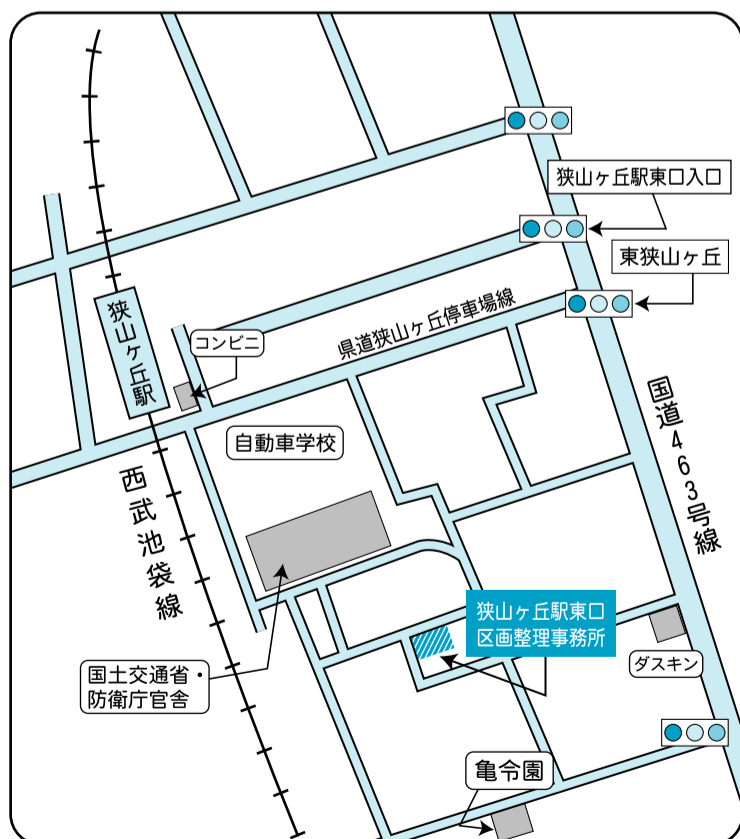 狭山ヶ丘駅東口入口
東狭山ヶ丘
狭山ヶ丘駅
コンビニ
県道狭山ヶ丘停車場線
国道463号線
自動車学校
西武池袋線
狭山ヶ丘駅東口
区画整理事務所
国土交通省・
防衛庁官舎
ダスキン
亀令園